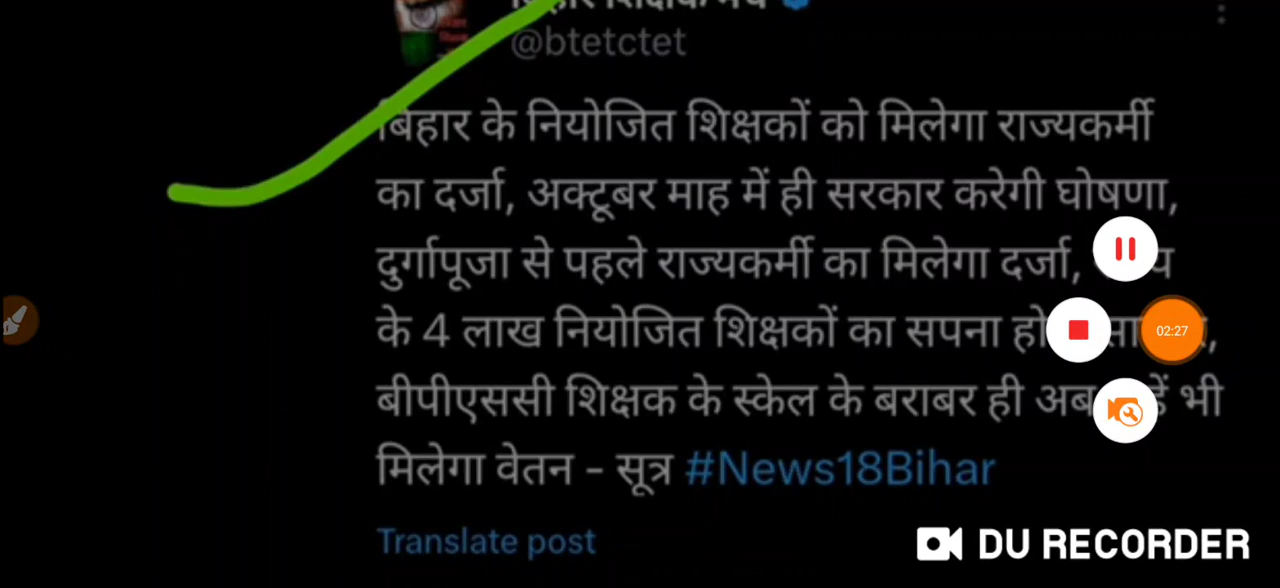 @btetctet
बिहार के नियोजित शिक्षकों को मिलेगा राज्यकर्मी
का दर्जा, अक्टूबर माह में ही सरकार करेगी घोषणा,
दुर्गापूजा से पहले राज्यकर्मी का मिलेगा दर्जा,
02:27
के 4 लाख नियोजित शिक्षकों का सपना
बीपीएससी शिक्षक के स्केल के बराबर ही अब भी
मिलेगा वेतन - सूत्र #News18Bihar
Translate post
DU RECORDER